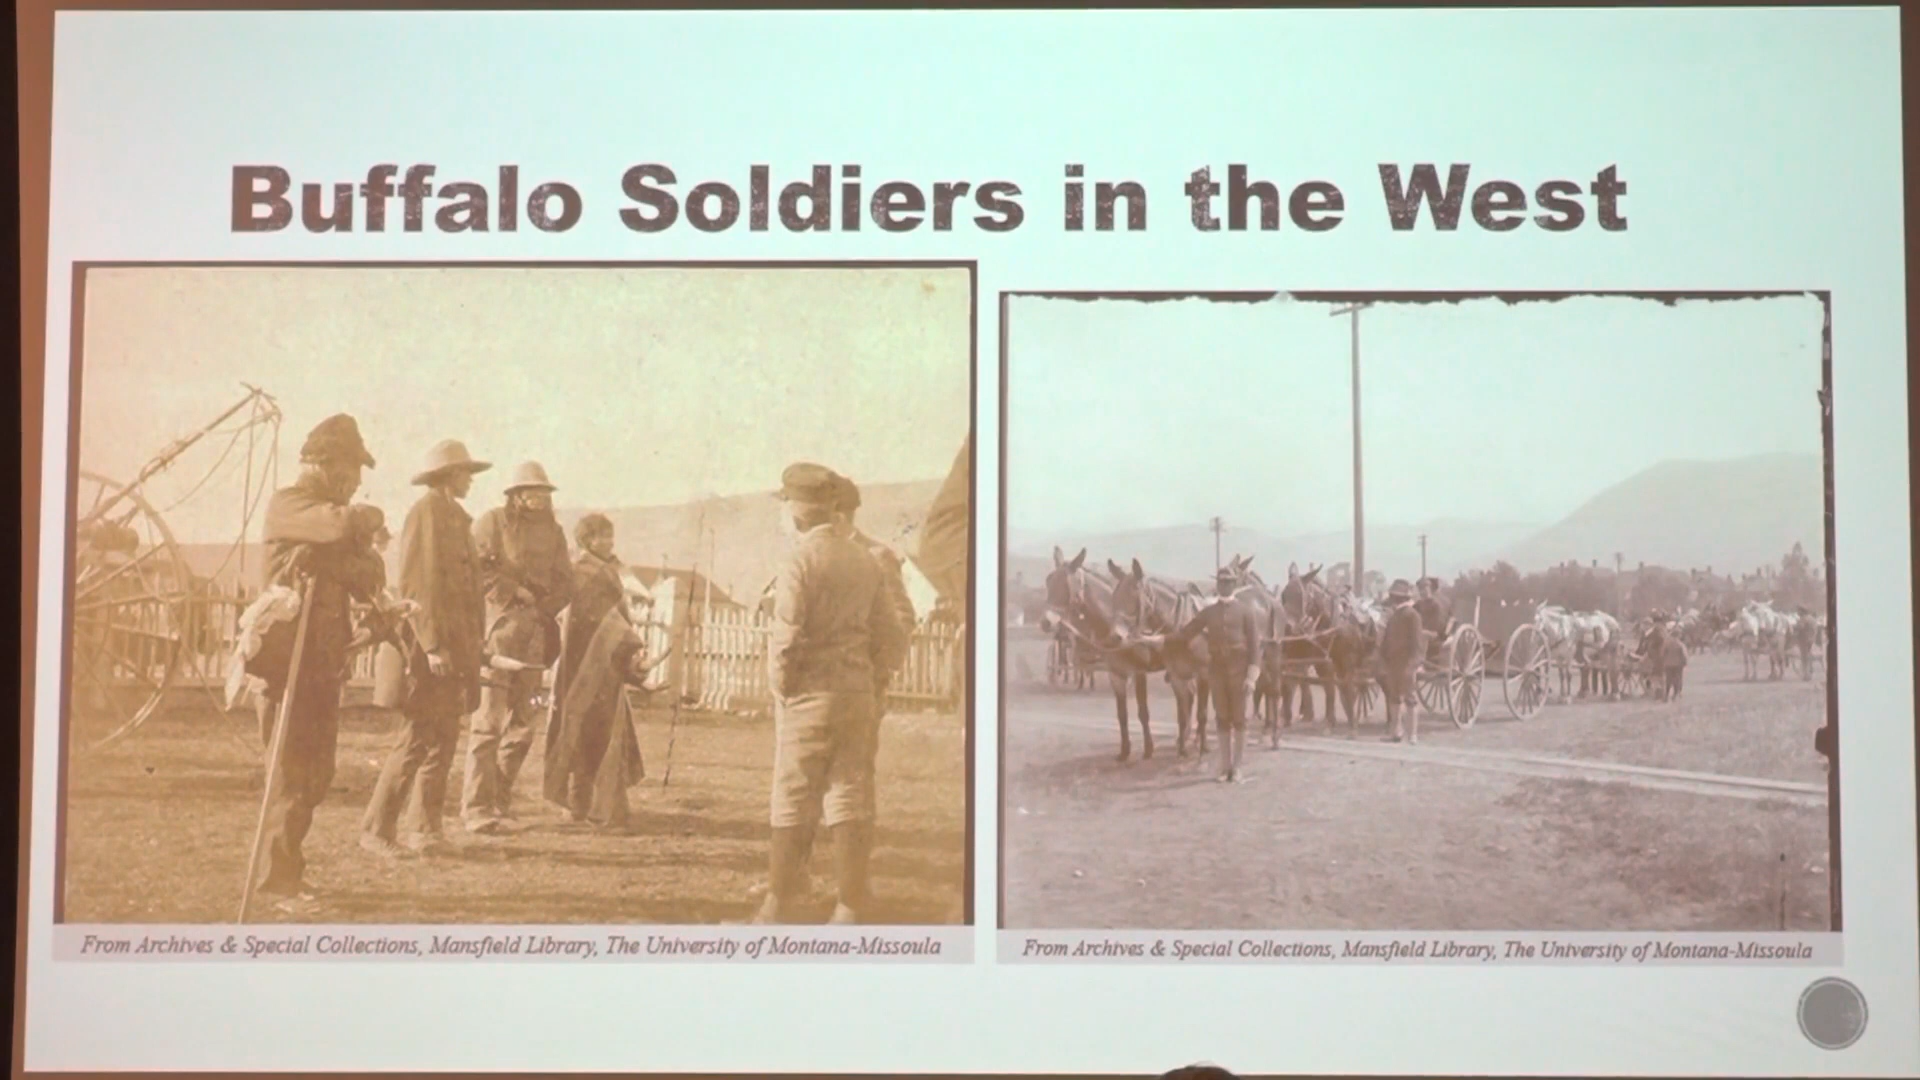 Buffalo Soldiers in the West
From Archives & Special Collections, Mansfield Library, The University of Montana-Missoula
From Archives & Special Collections, Mansfield Library, The University of Montana-Missoula